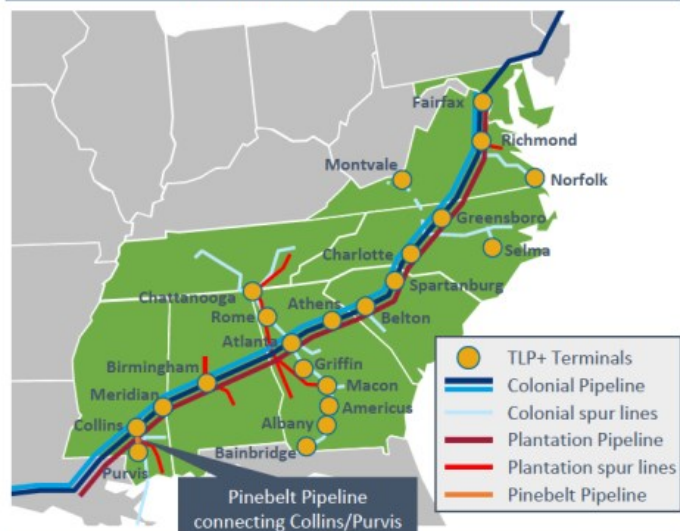 Fairfax
Richmond
Montvale
Norfolk
Greensboro
Selma
Charlotte
Spartanburg
Chattanooga
Athens
Belton
Rome
Atlanta
Griffin
Birmingham
Macon
Meridian
Americus
Collins
Albany
Bainbridge
Purvis
Pinebelt Pipeline
connecting Collins/Purvis
TLP+ Terminals
Colonial Pipeline
Colonial spur lines
Plantation Pipeline
Plantation spur lines
Pinebelt Pipeline